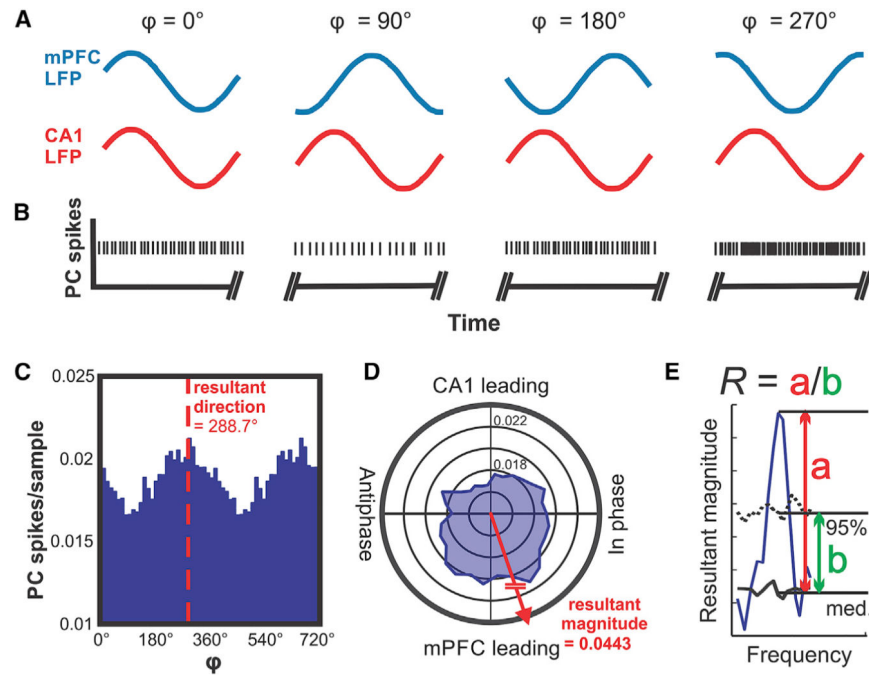 A
φ = 0° φ = 90° φ = 180° φ = 270°
mPFC
LFP
CA1
LFP
B
PC spikes
Time
C
0.025
0.02
0.015
0.01
PC spikes/sample
resultant
direction
= 288.7°
0° 180° 360° 540° 720°
φ
D
CA1 leading
0.022
0.018
Antiphase
In phase
mPFC leading
resultant
magnitude
= 0.0443
E
R = a/b
Resultant magnitude
a
95%
b
med.
Frequency